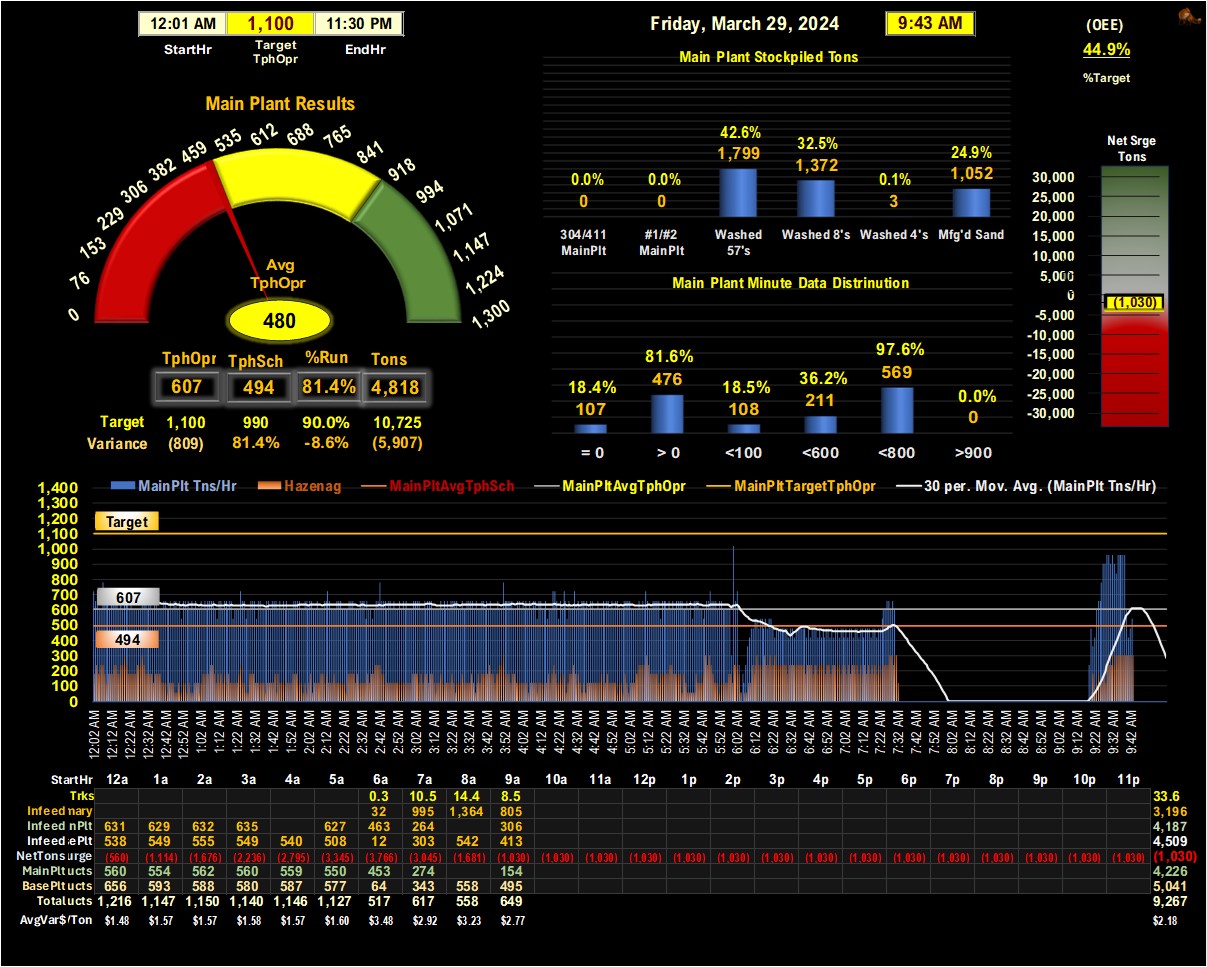 12:01 AM 1,100 11:30 PM
StartHr Target TphOpr EndHr
Friday, March 29, 2024 9:43 AM
(OEE)
44.9%
%Target
Main Plant Results
0 76 153 229 306 382 459 535 612 688 765 841 918 994 1,071 1,147 1,224 1,300
Avg
TphOpr
480
TphOpr TphSch %Run Tons
607 494 81.4% 4,818
Target 1,100 990 90.0% 10,725
Variance (809) 81.4% -8.6% (5,907)
Main Plant Stockpiled Tons
0.0% 0.0% 42.6% 32.5% 0.1% 24.9%
0 0 1,799 1,372 3 1,052
304/411 MainPlt #1/#2 MainPlt Washed 57's Washed 8's Washed 4's Mfg'd Sand
Main Plant Minute Data Distrinution
18.4% 81.6% 18.5% 36.2% 97.6% 0.0%
107 476 108 211 569 0
= 0 > 0 <100 <600 <800 >900
Net Srge
Tons
30,000
25,000
20,000
15,000
10,000
5,000
0
(1,030)
-5,000
-10,000
-15,000
-20,000
-25,000
-30,000
MainPlt Tns/Hr Hazenag MainPltAvgTphSch MainPltAvgTphOpr MainPltTargetTphOpr 30 per. Mov. Avg. (MainPlt Tns/Hr)
1,400
1,300
1,200
1,100
1,000
900
800
700
600
500
400
300
200
100
0
Target
607
494
12:02 AM 12:12 AM 12:22 AM 12:32 AM 12:42 AM 12:52 AM 1:02 AM 1:12 AM 1:22 AM 1:32 AM 1:42 AM 1:52 AM 2:02 AM 2:12 AM 2:22 AM 2:32 AM 2:42 AM 2:52 AM 3:02 AM 3:12 AM 3:22 AM 3:32 AM 3:42 AM 3:52 AM 4:02 AM 4:12 AM 4:22 AM 4:32 AM 4:42 AM 4:52 AM 5:02 AM 5:12 AM 5:22 AM 5:32 AM 5:42 AM 5:52 AM 6:02 AM 6:12 AM 6:22 AM 6:32 AM 6:42 AM 6:52 AM 7:02 AM 7:12 AM 7:22 AM 7:32 AM 7:42 AM 7:52 AM 8:02 AM 8:12 AM 8:22 AM 8:32 AM 8:42 AM 8:52 AM 9:02 AM 9:12 AM 9:22 AM 9:32 AM 9:42 AM
StartHr 12a 1a 2a 3a 4a 5a 6a 7a 8a 9a 10a 11a 12p 1p 2p 3p 4p 5p 6p 7p 8p 9p 10p 11p
Trks 0.3 10.5 14.4 8.5 33.6
Infeed nary 32 995 1,364 805 3,196
Infeed nPlt 631 629 632 635 627 463 264 306 4,187
Infeed ePlt 538 549 555 549 540 508 12 303 542 413 4,509
NetTons urge (560) (1,114) (1,676) (2,236) (2,795) (3,345) (3,766) (3,045) (1,681) (1,030) (1,030) (1,030) (1,030) (1,030) (1,030) (1,030) (1,030) (1,030) (1,030) (1,030) (1,030) (1,030) (1,030) (1,030) (1,030)
MainPlt ucts 560 554 562 560 559 550 453 274 154 4,226
BasePlt ucts 656 593 588 580 587 577 64 343 558 495 5,041
Total ucts 1,216 1,147 1,150 1,140 1,146 1,127 517 617 558 649 9,267
AvgVar$/Ton $1.48 $1.57 $1.57 $1.58 $1.57 $1.60 $3.48 $2.92 $3.23 $2.77 $2.18